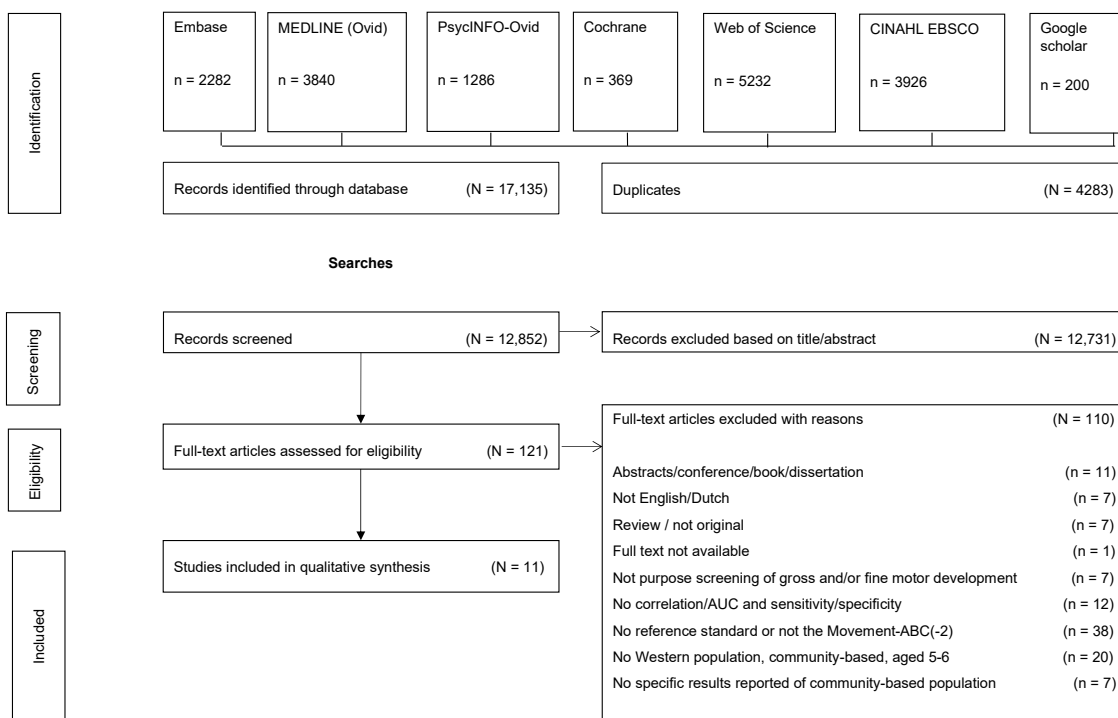 Identification
Embase
n = 2282
MEDLINE (Ovid)
n = 3840
PsycINFO-Ovid
n = 1286
Cochrane
n = 369
Web of Science
n = 5232
CINAHL EBSCO
n = 3926
Google
scholar
n = 200
Records identified through database (N = 17,135)
Duplicates (N = 4283)
Searches
Screening
Records screened (N = 12,852)
Records excluded based on title/abstract (N = 12,731)
Eligibility
Full-text articles assessed for eligibility (N = 121)
Full-text articles excluded with reasons (N = 110)
Abstracts/conference/book/dissertation (n = 11)
Not English/Dutch (n = 7)
Review / not original (n = 7)
Full text not available (n = 1)
Not purpose screening of gross and/or fine motor development (n = 7)
No correlation/AUC and sensitivity/specificity (n = 12)
No reference standard or not the Movement-ABC(-2) (n = 38)
No Western population, community-based, aged 5-6 (n = 20)
No specific results reported of community-based population (n = 7)
Included
Studies included in qualitative synthesis (N = 11)